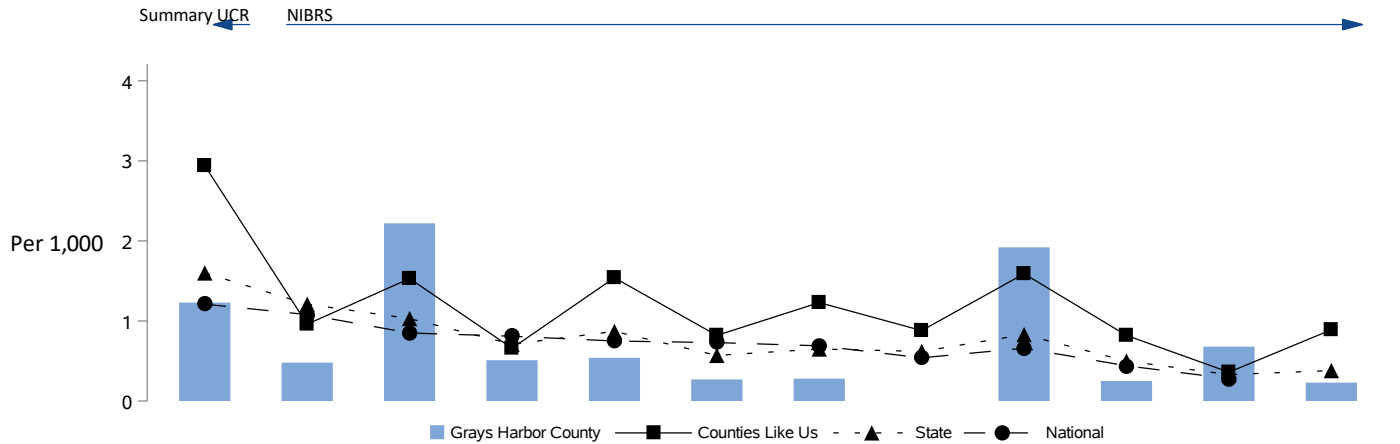 Summary UCR NIBRS
4
3
Per 1,000 2
1
0
Grays Harbor County Counties Like Us State National